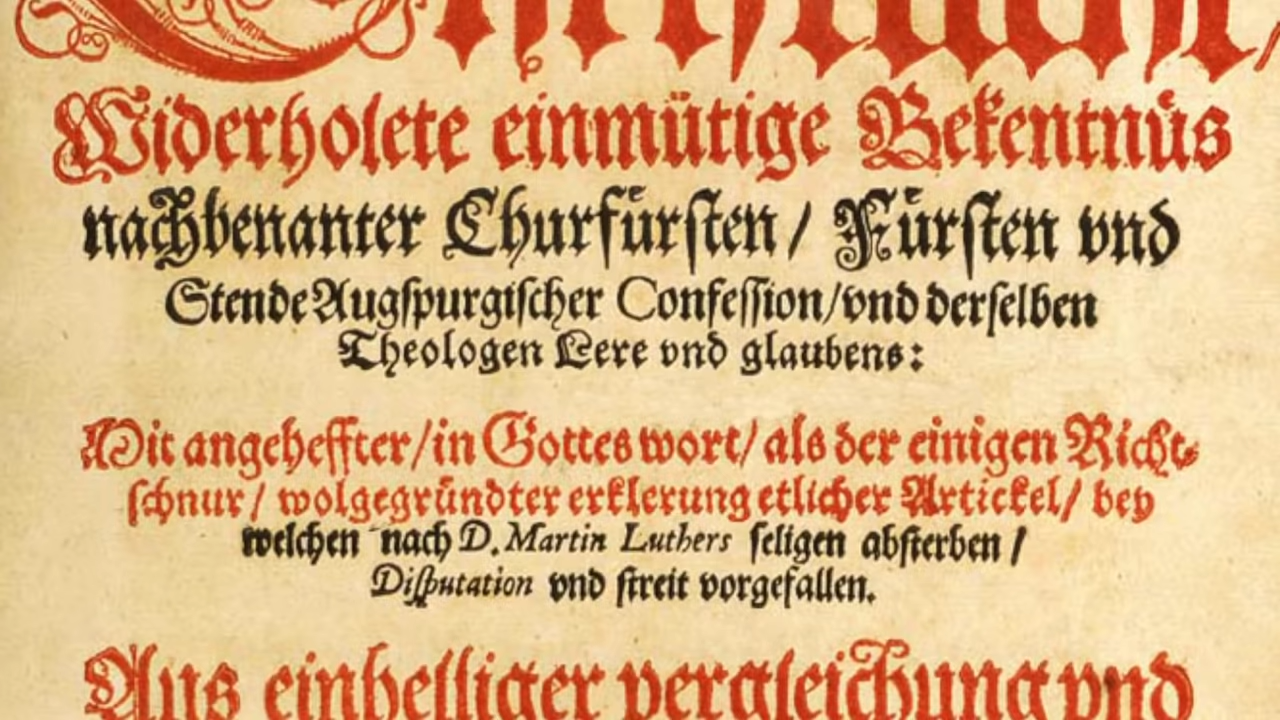 Widerholete einmütige Bekentnüs
nachbenanter Churfürsten / Fürsten vnd
Stende Augspurgischer Confession/vnd derselben
Theologen Lere vnd glaubens:
Mit angeheffter/in Gottes wort/als der einigen Richt⸗
schnur / wolgegründter erklerung etlicher Artickel/ bey
welchen nach D. Martin Luthers seligen absterben /
Disputation vnd streit vorgefallen.
Aus einhelliger vergleichung vnd